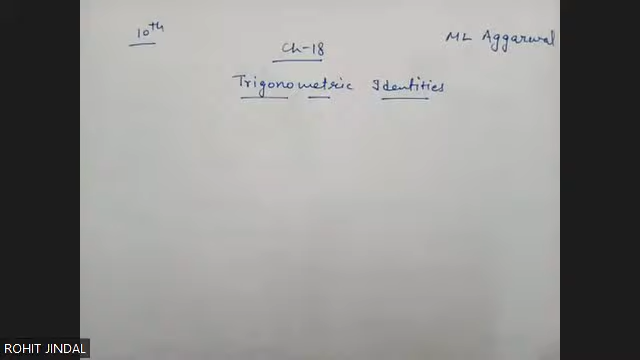 10th
ML Aggarwal
Ch-18
Trigonometric Identities
ROHIT JINDAL